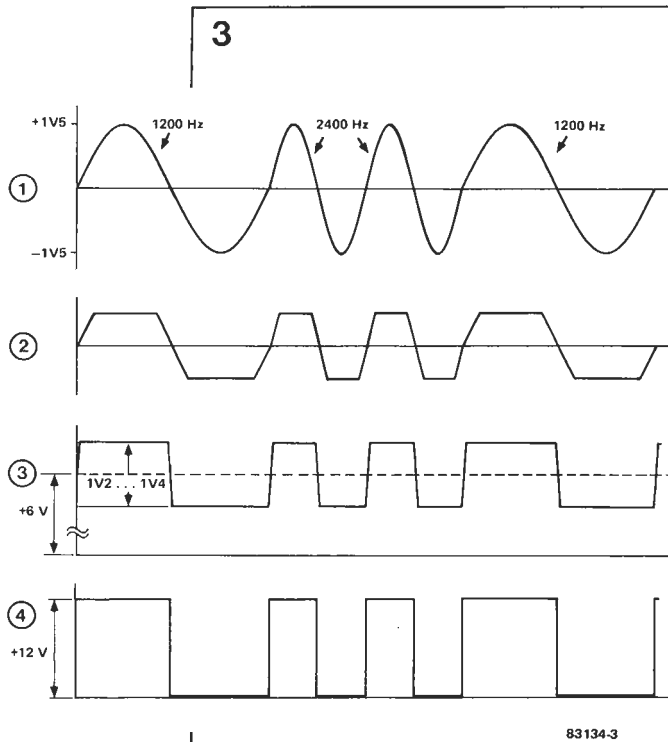 3
+1V5
1200 Hz
2400 Hz
1200 Hz
1
−1V5
2
3
1V2 . . . 1V4
+6 V
4
+12 V
83134-3